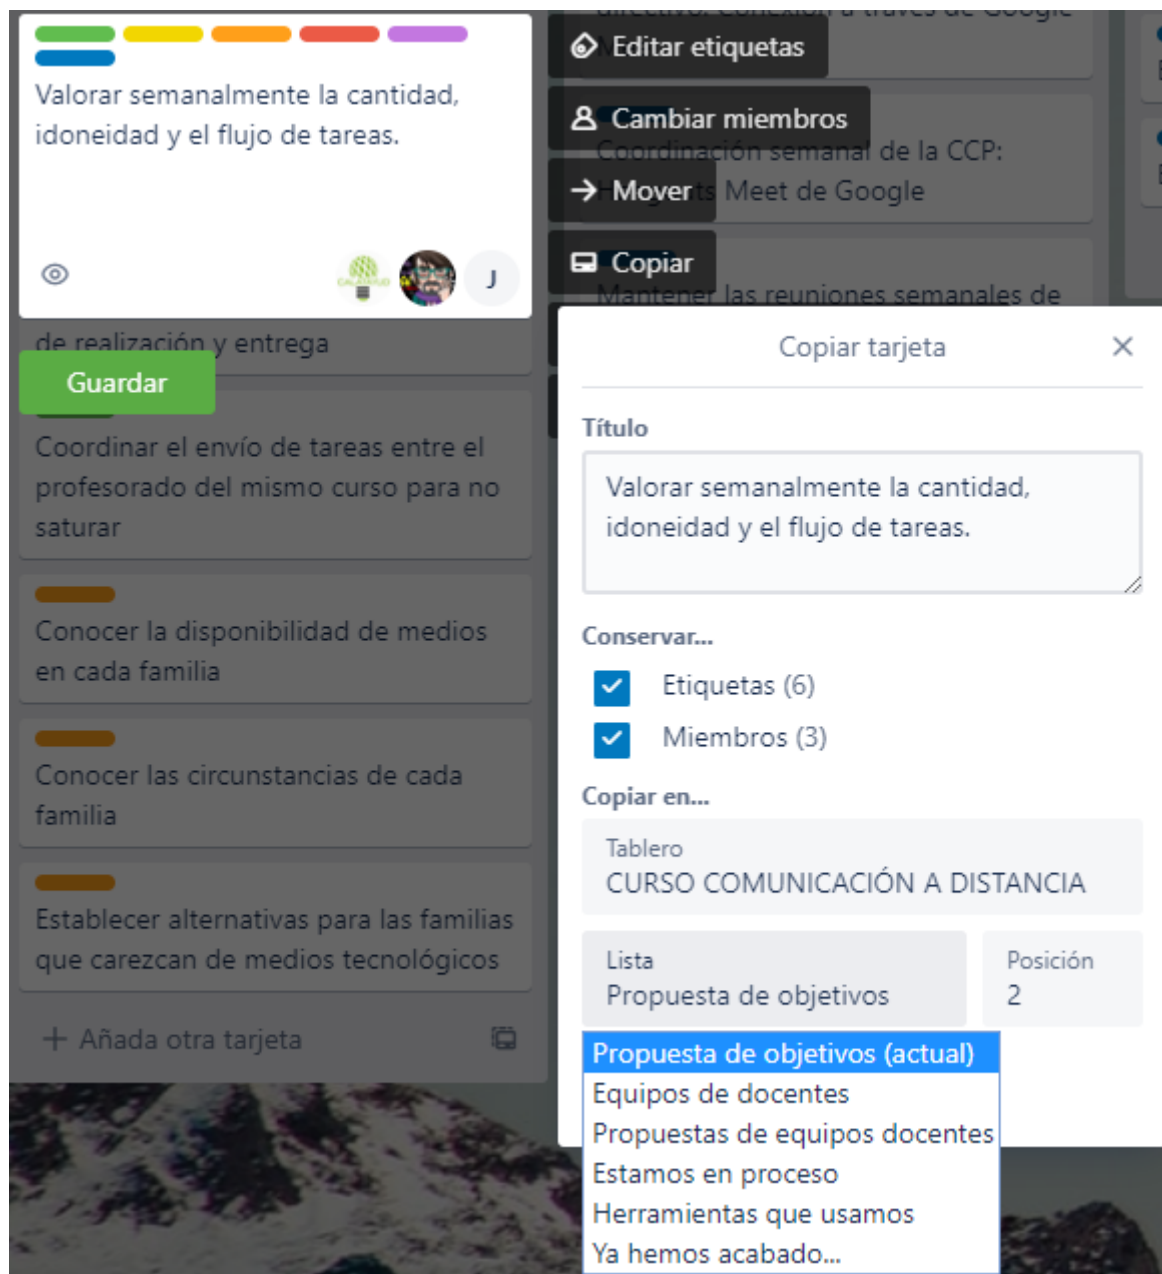 Valorar semanalmente la cantidad,
idoneidad y el flujo de tareas.
J
de realización y entrega
Guardar
Coordinar el envío de tareas entre el
profesorado del mismo curso para no
saturar
Conocer la disponibilidad de medios
en cada familia
Conocer las circunstancias de cada
familia
Establecer alternativas para las familias
que carezcan de medios tecnológicos
+ Añada otra tarjeta
Editar etiquetas
Cambiar miembros
Coordinación semanal de la CCP:
Mover
Meet de Google
Copiar
Mantener las reuniones semanales de
Copiar tarjeta
Título
Valorar semanalmente la cantidad,
idoneidad y el flujo de tareas.
Conservar...
Etiquetas (6)
Miembros (3)
Copiar en...
Tablero
CURSO COMUNICACIÓN A DISTANCIA
Lista
Propuesta de objetivos
Posición
2
Propuesta de objetivos (actual)
Equipos de docentes
Propuestas de equipos docentes
Estamos en proceso
Herramientas que usamos
Ya hemos acabado...